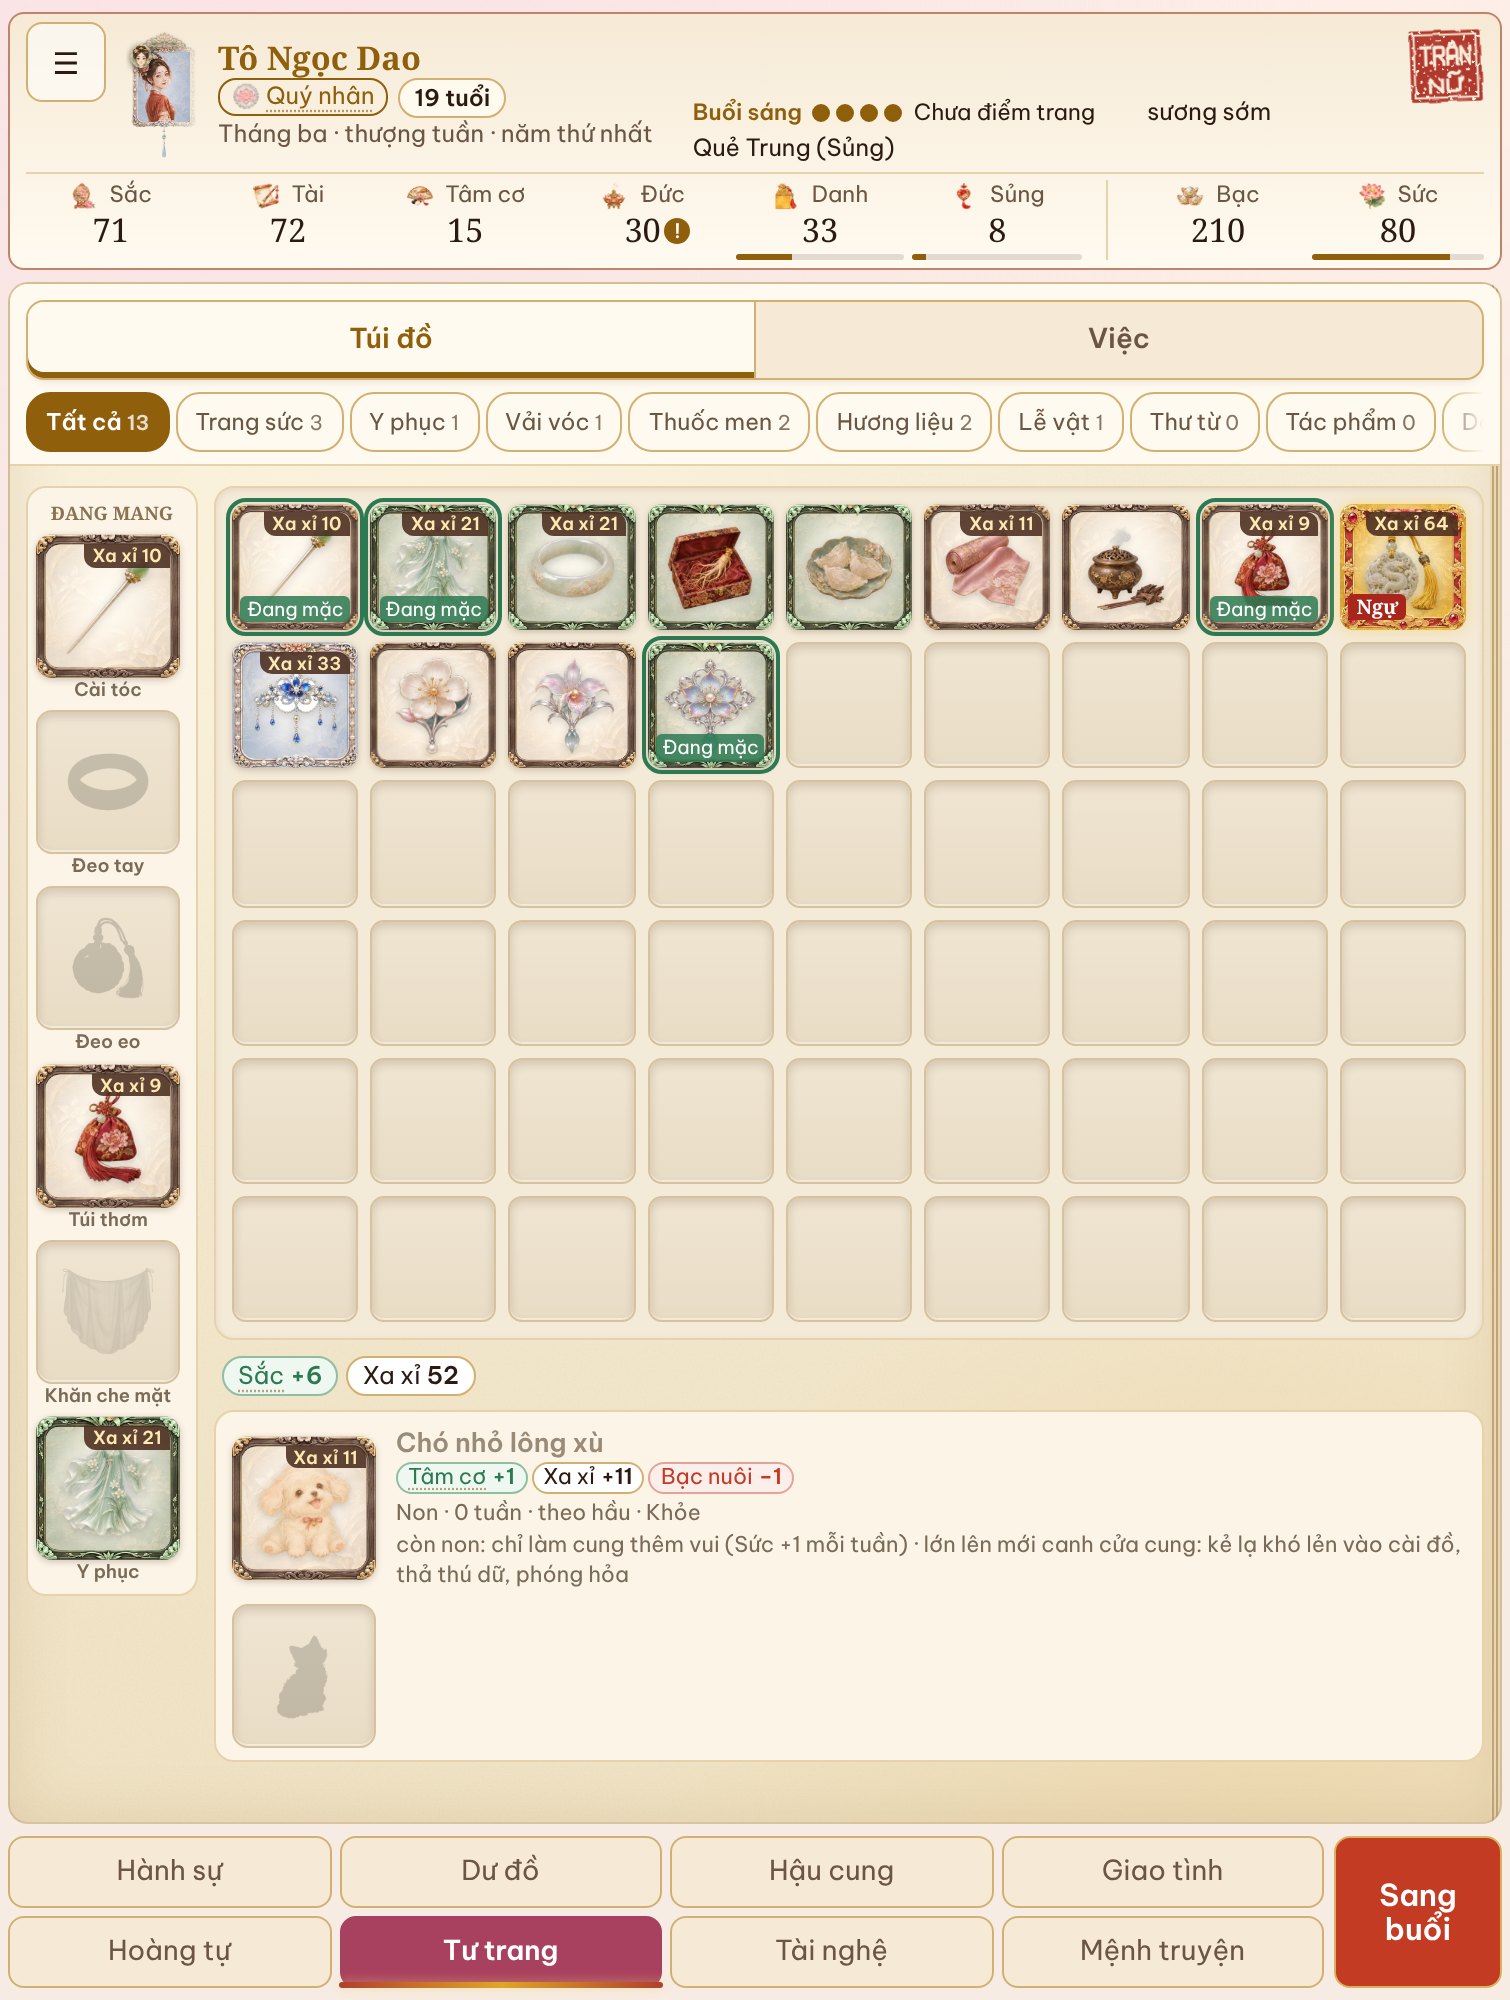 ☰
Tô Ngọc Dao
Quý nhân
19 tuổi
Tháng ba · thượng tuần · năm thứ nhất
Buổi sáng
Chưa điểm trang
sương sớm
Quẻ Trung (Sủng)
TRÂN NỮ
Sắc
71
Tài
72
Tâm cơ
15
Đức
30 !
Danh
33
Sủng
8
Bạc
210
Sức
80
Túi đồ
Việc
Tất cả 13
Trang sức 3
Y phục 1
Vải vóc 1
Thuốc men 2
Hương liệu 2
Lễ vật 1
Thư từ 0
Tác phẩm 0
ĐANG MANG
Xa xỉ 10
Cài tóc
Đeo tay
Đeo eo
Xa xỉ 9
Túi thơm
Khăn che mặt
Xa xỉ 21
Y phục
Xa xỉ 10
Đang mặc
Xa xỉ 21
Đang mặc
Xa xỉ 21
Xa xỉ 11
Xa xỉ 9
Đang mặc
Xa xỉ 64
Ngự
Xa xỉ 33
Đang mặc
Sắc +6
Xa xỉ 52
Xa xỉ 11
Chó nhỏ lông xù
Tâm cơ +1
Xa xỉ +11
Bạc nuôi −1
Non · 0 tuần · theo hầu · Khỏe
còn non: chỉ làm cung thêm vui (Sức +1 mỗi tuần) · lớn lên mới canh cửa cung: kẻ lạ khó lẻn vào cài đồ,
thả thú dữ, phóng hỏa
Hành sự
Dư đồ
Hậu cung
Giao tình
Hoàng tự
Tư trang
Tài nghệ
Mệnh truyện
Sang
buổi